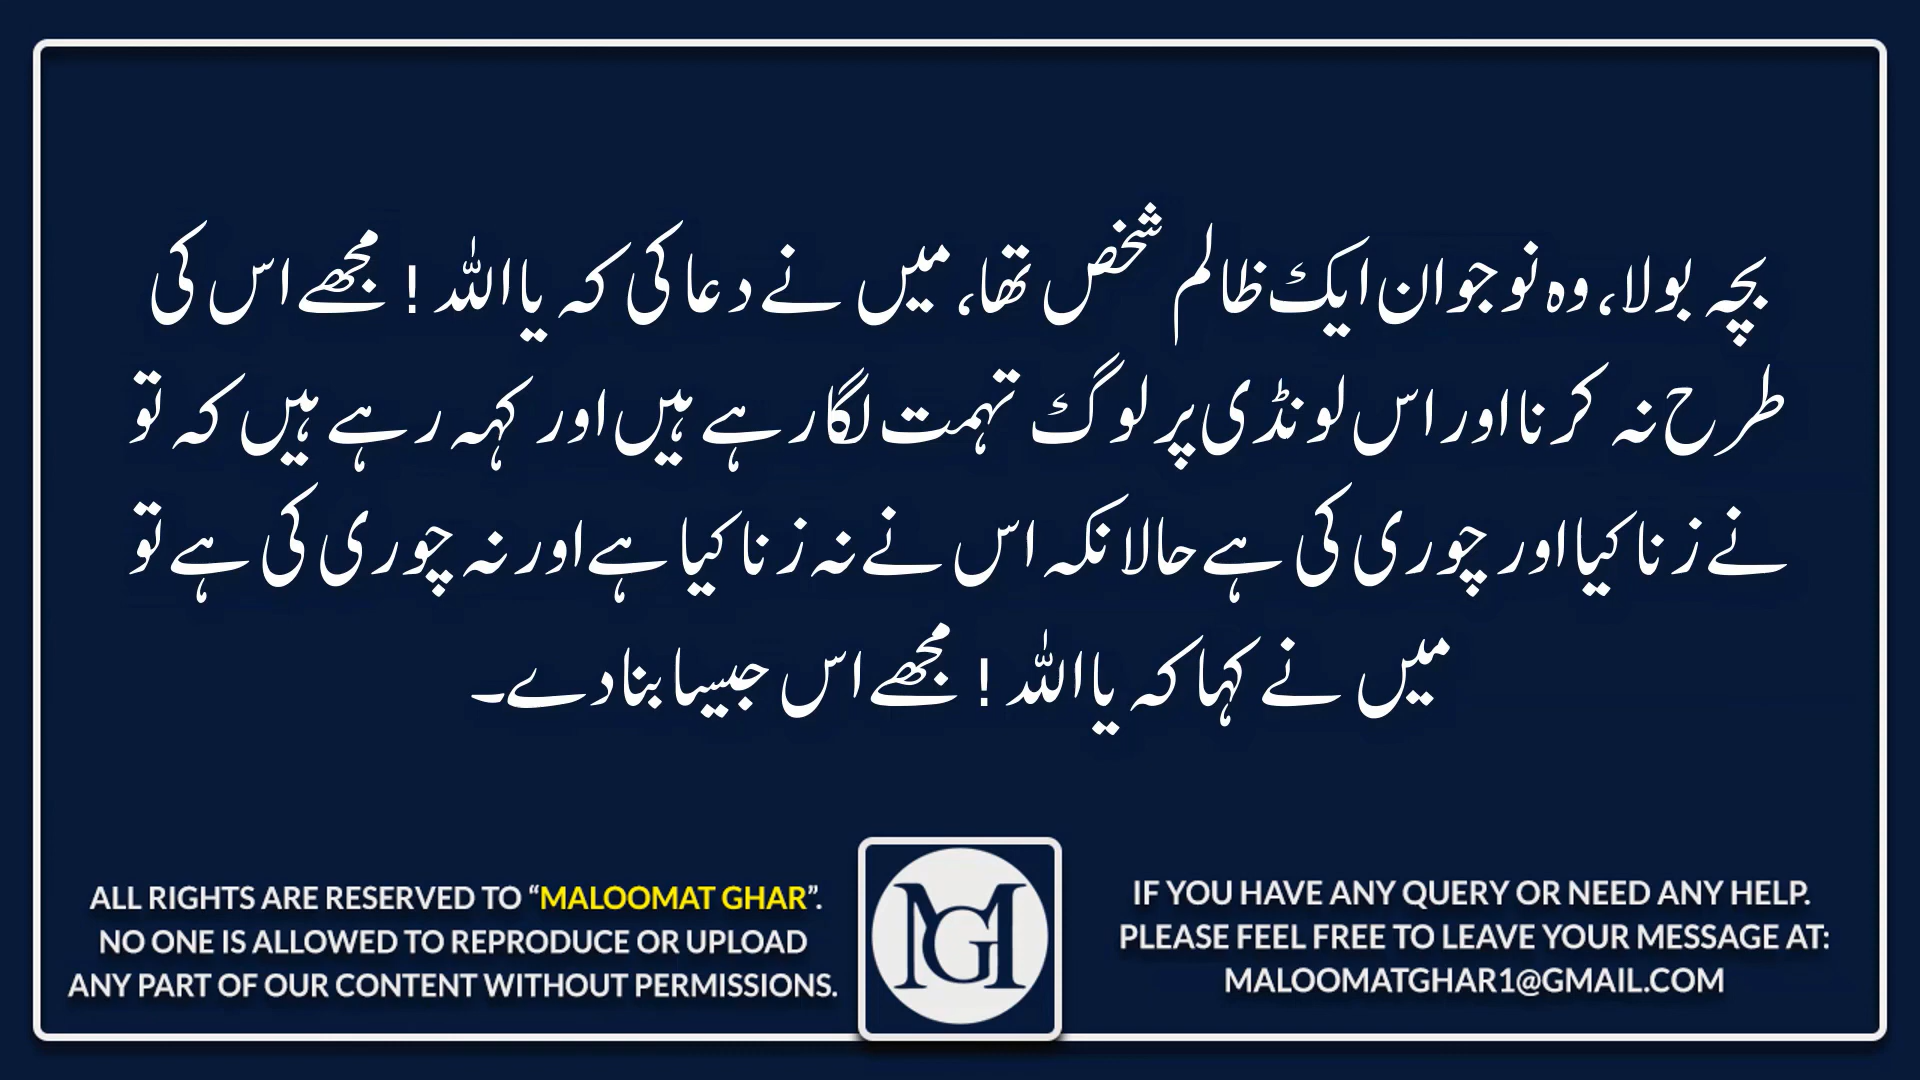 بچہ بولا، وہ نوجوان ایک ظالم شخص تھا، میں نے دعا کی کہ یا اللہ ! مجھے اس کی
طرح نہ کرنا اور اس لونڈی پر لوگ تہمت لگا رہے ہیں اور کہہ رہے ہیں کہ تو
نے زنا کیا اور چوری کی ہے حالانکہ اس نے نہ زنا کیا ہے اور نہ چوری کی ہے تو
میں نے کہا کہ یا اللہ ! مجھے اس جیسا بنا دے۔
ALL RIGHTS ARE RESERVED TO “MALOOMAT GHAR”.
NO ONE IS ALLOWED TO REPRODUCE OR UPLOAD
ANY PART OF OUR CONTENT WITHOUT PERMISSIONS.
MG
IF YOU HAVE ANY QUERY OR NEED ANY HELP.
PLEASE FEEL FREE TO LEAVE YOUR MESSAGE AT:
MALOOMATGHAR1@GMAIL.COM